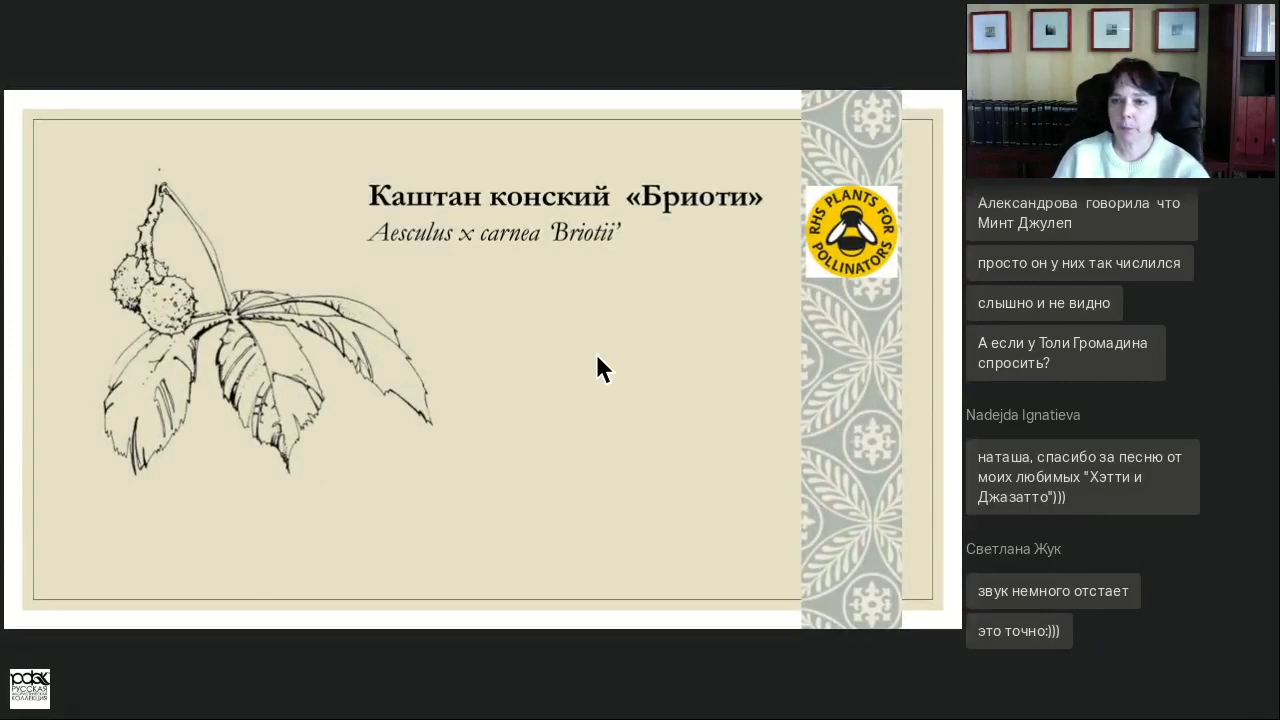 Каштан конский «Бриоти»
Aesculus x carnea ‘Briotii’
RHS PLANTS FOR
POLLINATORS
Александрова говорила что
Минт Джулеп
просто он у них так числился
слышно и не видно
А если у Толи Громадина
спросить?
Nadejda Ignatieva
наташа, спасибо за песню от
моих любимых "Хэтти и
Джазатто")))
Светлана Жук
звук немного отстает
это точно:)))
РУССКАЯ
КОЛЛЕКЦИЯ